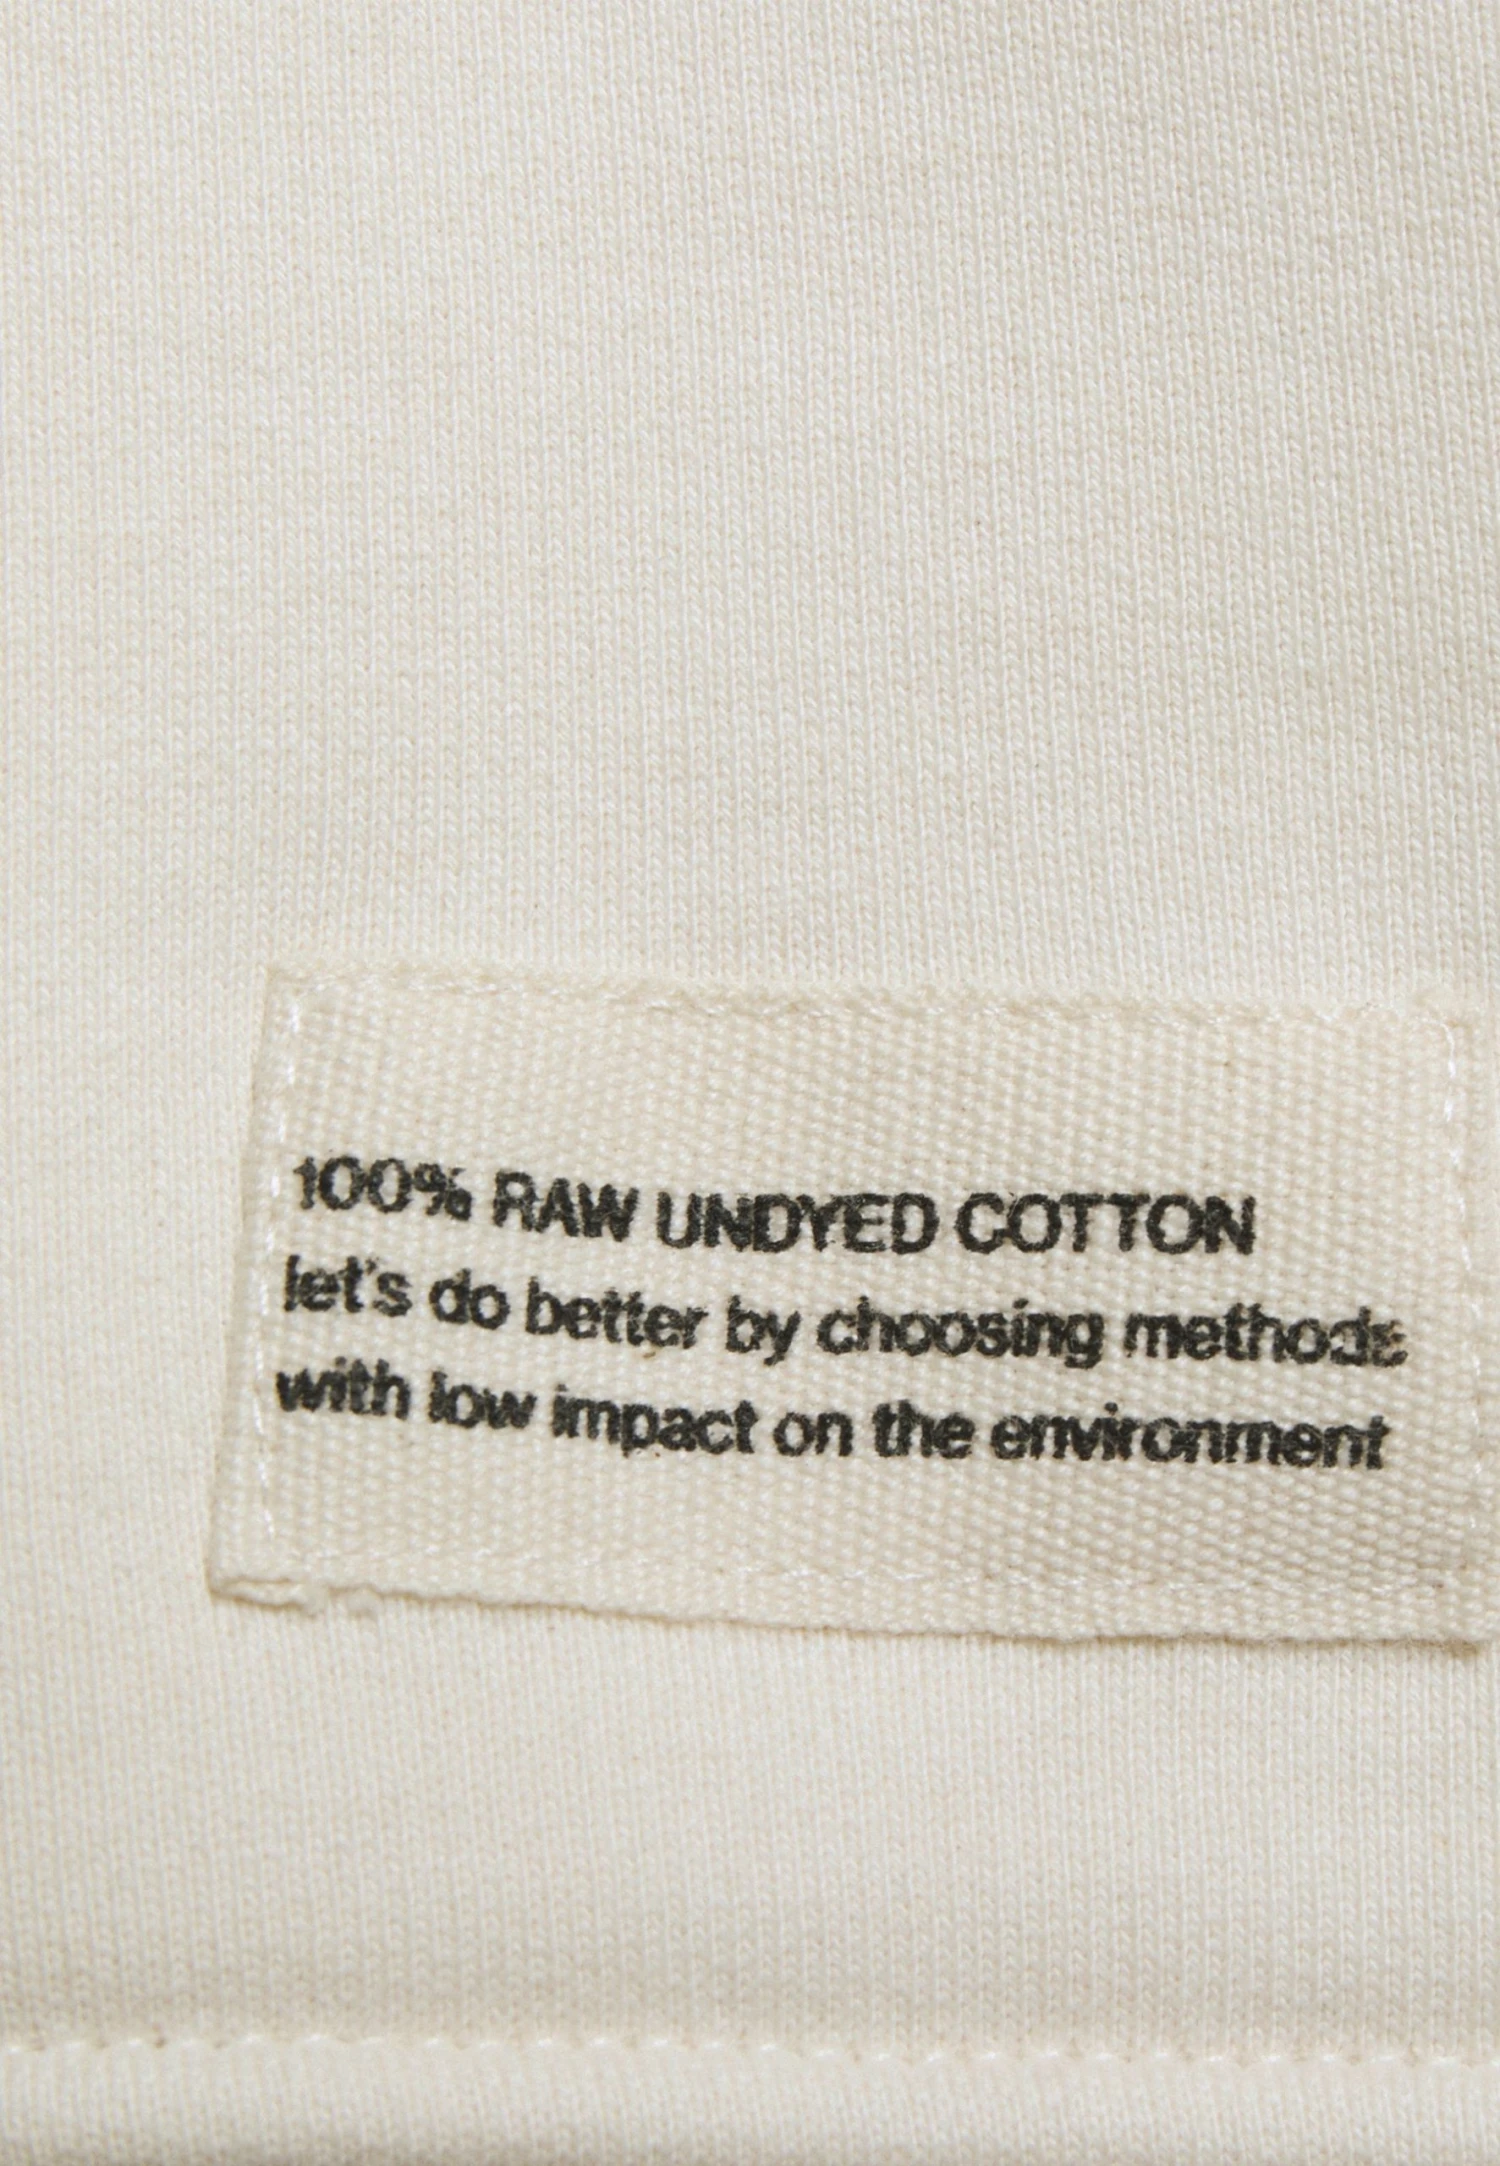 100% RAW UNDYED COTTON
let's do better by choosing methods
with low impact on the environment